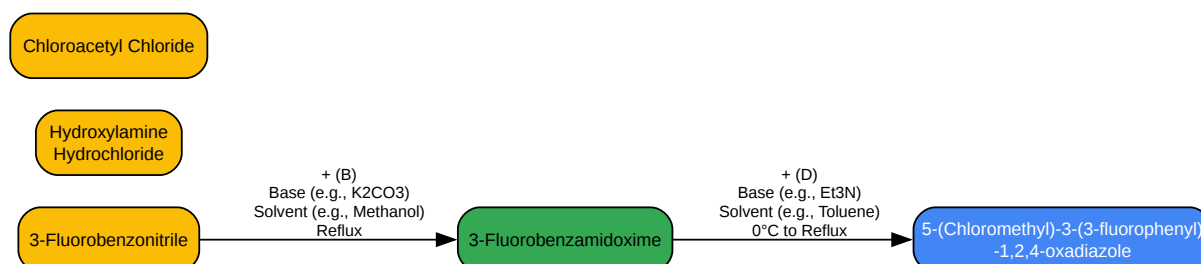 Chloroacetyl Chloride
Hydroxylamine
Hydrochloride
3-Fluorobenzonitrile
+ (B)
Base (e.g., K2CO3)
Solvent (e.g., Methanol)
Reflux
3-Fluorobenzamidoxime
+ (D)
Base (e.g., Et3N)
Solvent (e.g., Toluene)
0°C to Reflux
5-(Chloromethyl)-3-(3-fluorophenyl)
-1,2,4-oxadiazole